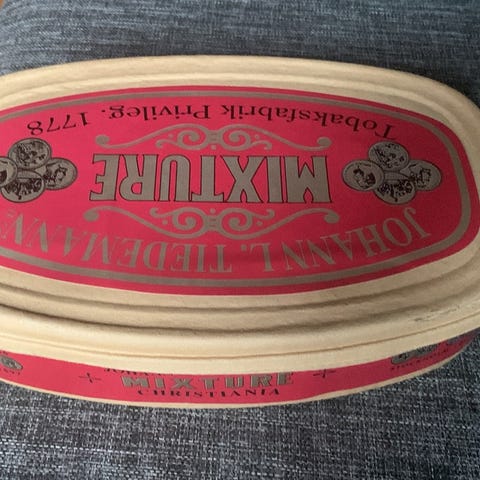 JOHANN L. TIEDEMANNS
MIXTURE
Tobaksfabrik Privileg. 1778
MIXTURE
CHRISTIANIA